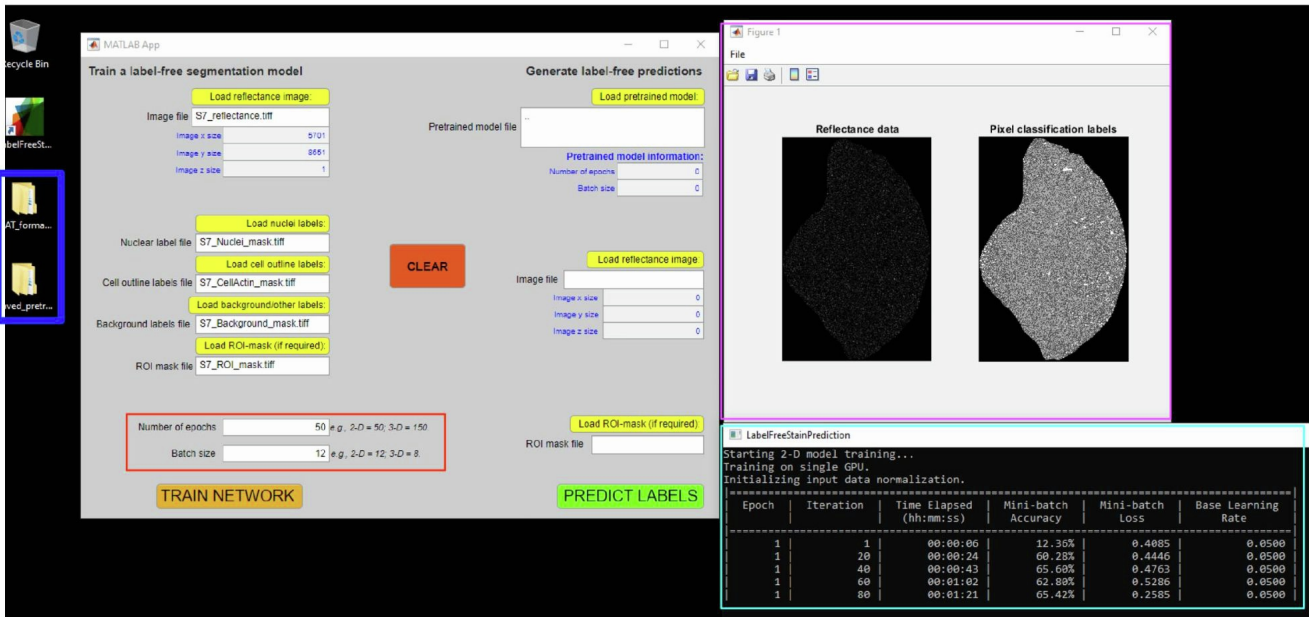 Recycle Bin
LabelFreeSt...
MAT_forma...
saved_pretr...
MATLAB App
Train a label-free segmentation model
Load reflectance image:
Image file S7_reflectance.tiff
Image x size 5701
Image y size
Image z size 1
Load nuclei labels:
Nuclear label file S7_Nuclei_mask.tiff
Load cell outline labels:
Cell outline labels file S7_CellActin_mask.tiff
Load background/other labels:
Background labels file S7_Background_mask.tiff
Load ROI-mask (if required):
ROI mask file S7_ROI_mask.tiff
Number of epochs 50 e.g., 2-D = 50; 3-D = 150.
Batch size 12 e.g., 2-D = 12; 3-D = 8.
TRAIN NETWORK
CLEAR
Generate label-free predictions
Load pretrained model:
Pretrained model file ..
Pretrained model information:
Number of epochs 0
Batch size 0
Load reflectance image
Image file
Image x size 0
Image y size 0
Image z size 0
Load ROI-mask (if required)
ROI mask file
PREDICT LABELS
Figure 1
File
Reflectance data
Pixel classification labels
LabelFreeStainPrediction
Starting 2-D model training...
Training on single GPU.
Initializing input data normalization.
| Epoch | Iteration | Time Elapsed | Mini-batch | Mini-batch | Base Learning |
| | | (hh:mm:ss) | Accuracy | Loss | Rate |
| 1 | 1 | 00:00:06 | 12.36% | 0.4085 | 0.0500 |
| 1 | 20 | 00:00:24 | 60.28% | 0.4446 | 0.0500 |
| 1 | 40 | 00:00:43 | 65.60% | 0.4763 | 0.0500 |
| 1 | 60 | 00:01:02 | 62.80% | 0.5286 | 0.0500 |
| 1 | 80 | 00:01:21 | 65.42% | 0.2585 | 0.0500 |